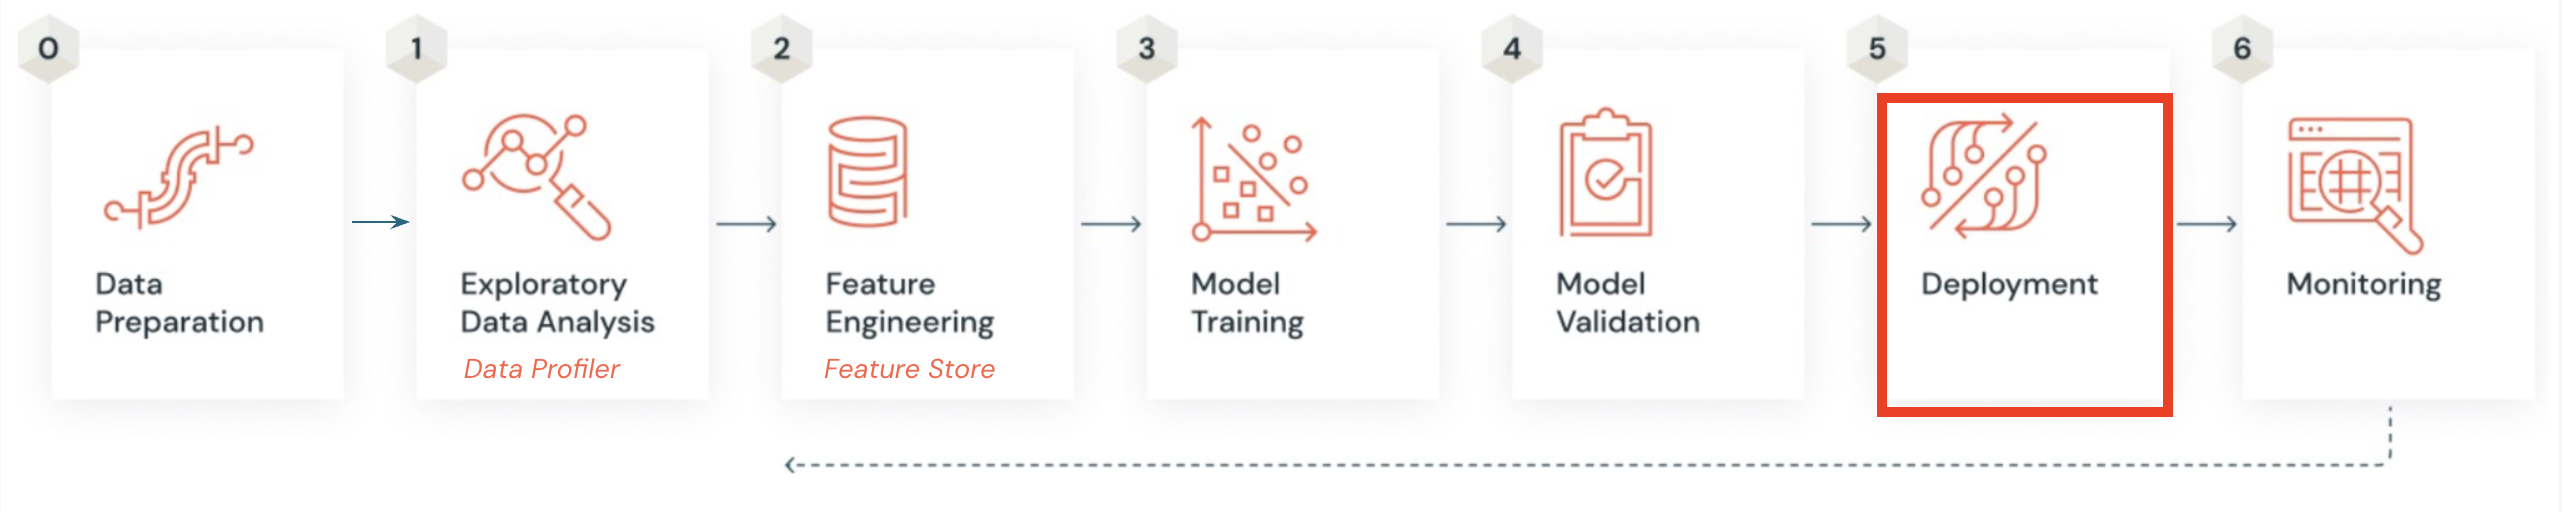 0
Data
Preparation
1
Exploratory
Data Analysis
Data Profiler
2
Feature
Engineering
Feature Store
3
Model
Training
4
Model
Validation
5
Deployment
6
Monitoring